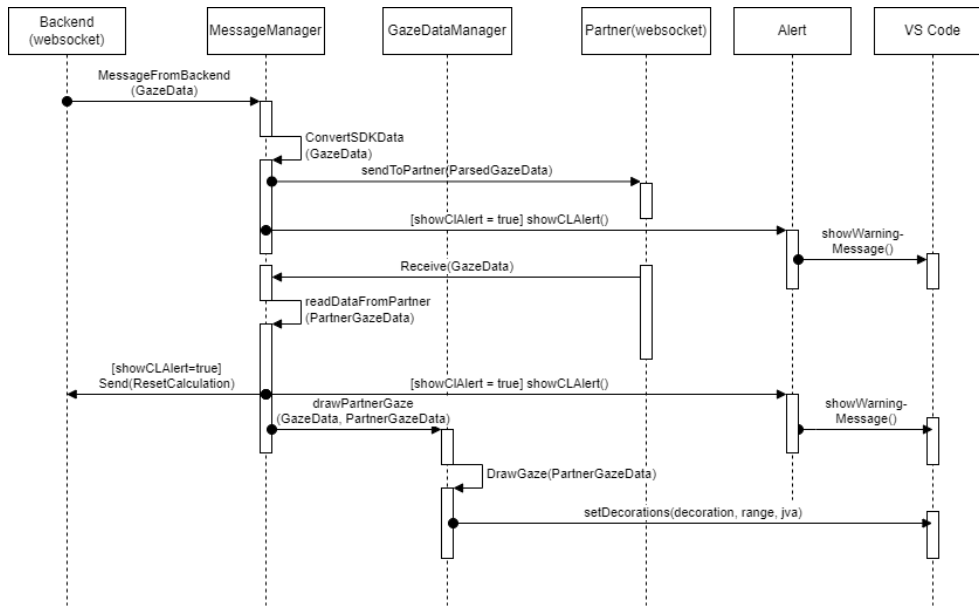 Backend
(websocket)
MessageManager
GazeDataManager
Partner(websocket)
Alert
VS Code
MessageFromBackend
(GazeData)
ConvertSDKData
(GazeData)
sendToPartner(ParsedGazeData)
[showClAlert = true] showCLAlert()
showWarning-
Message()
Receive(GazeData)
readDataFromPartner
(PartnerGazeData)
[showCLAlert=true]
Send(ResetCalculation)
[showClAlert = true] showCLAlert()
drawPartnerGaze
(GazeData, PartnerGazeData)
showWarning-
Message()
DrawGaze(PartnerGazeData)
setDecorations(decoration, range, jva)